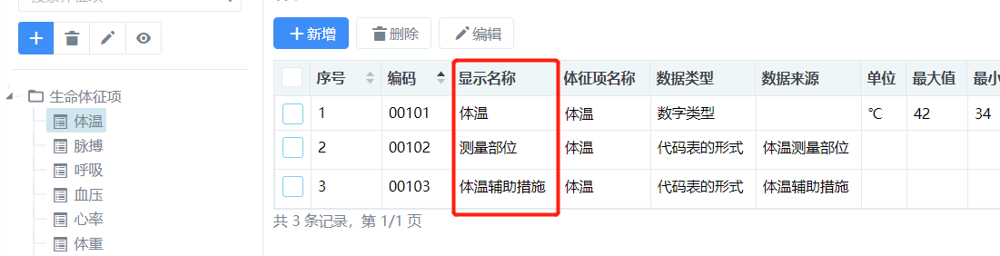 新增 删除 编辑
序号 编码 显示名称 体征项名称 数据类型 数据来源 单位 最大值
1 00101 体温 体温 数字类型 ℃ 42 34
2 00102 测量部位 体温 代码表的形式 体温测量部位
3 00103 体温辅助措施 体温 代码表的形式 体温辅助措施
共 3 条记录，第 1/1 页
生命体征项
体温
脉搏
呼吸
血压
心率
体重